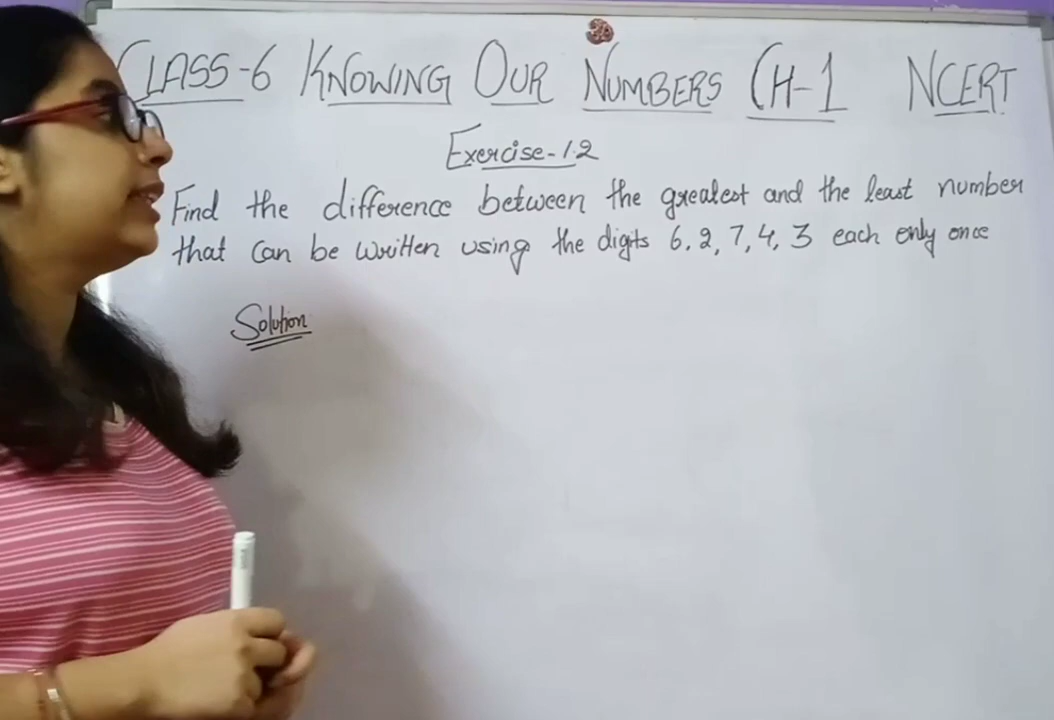 CLASS-6 KNOWING OUR NUMBERS CH-1 NCERT
Exercise-1.2
Find the difference between the greatest and the least number
that can be written using the digits 6, 2, 7, 4, 3 each only once
Solution